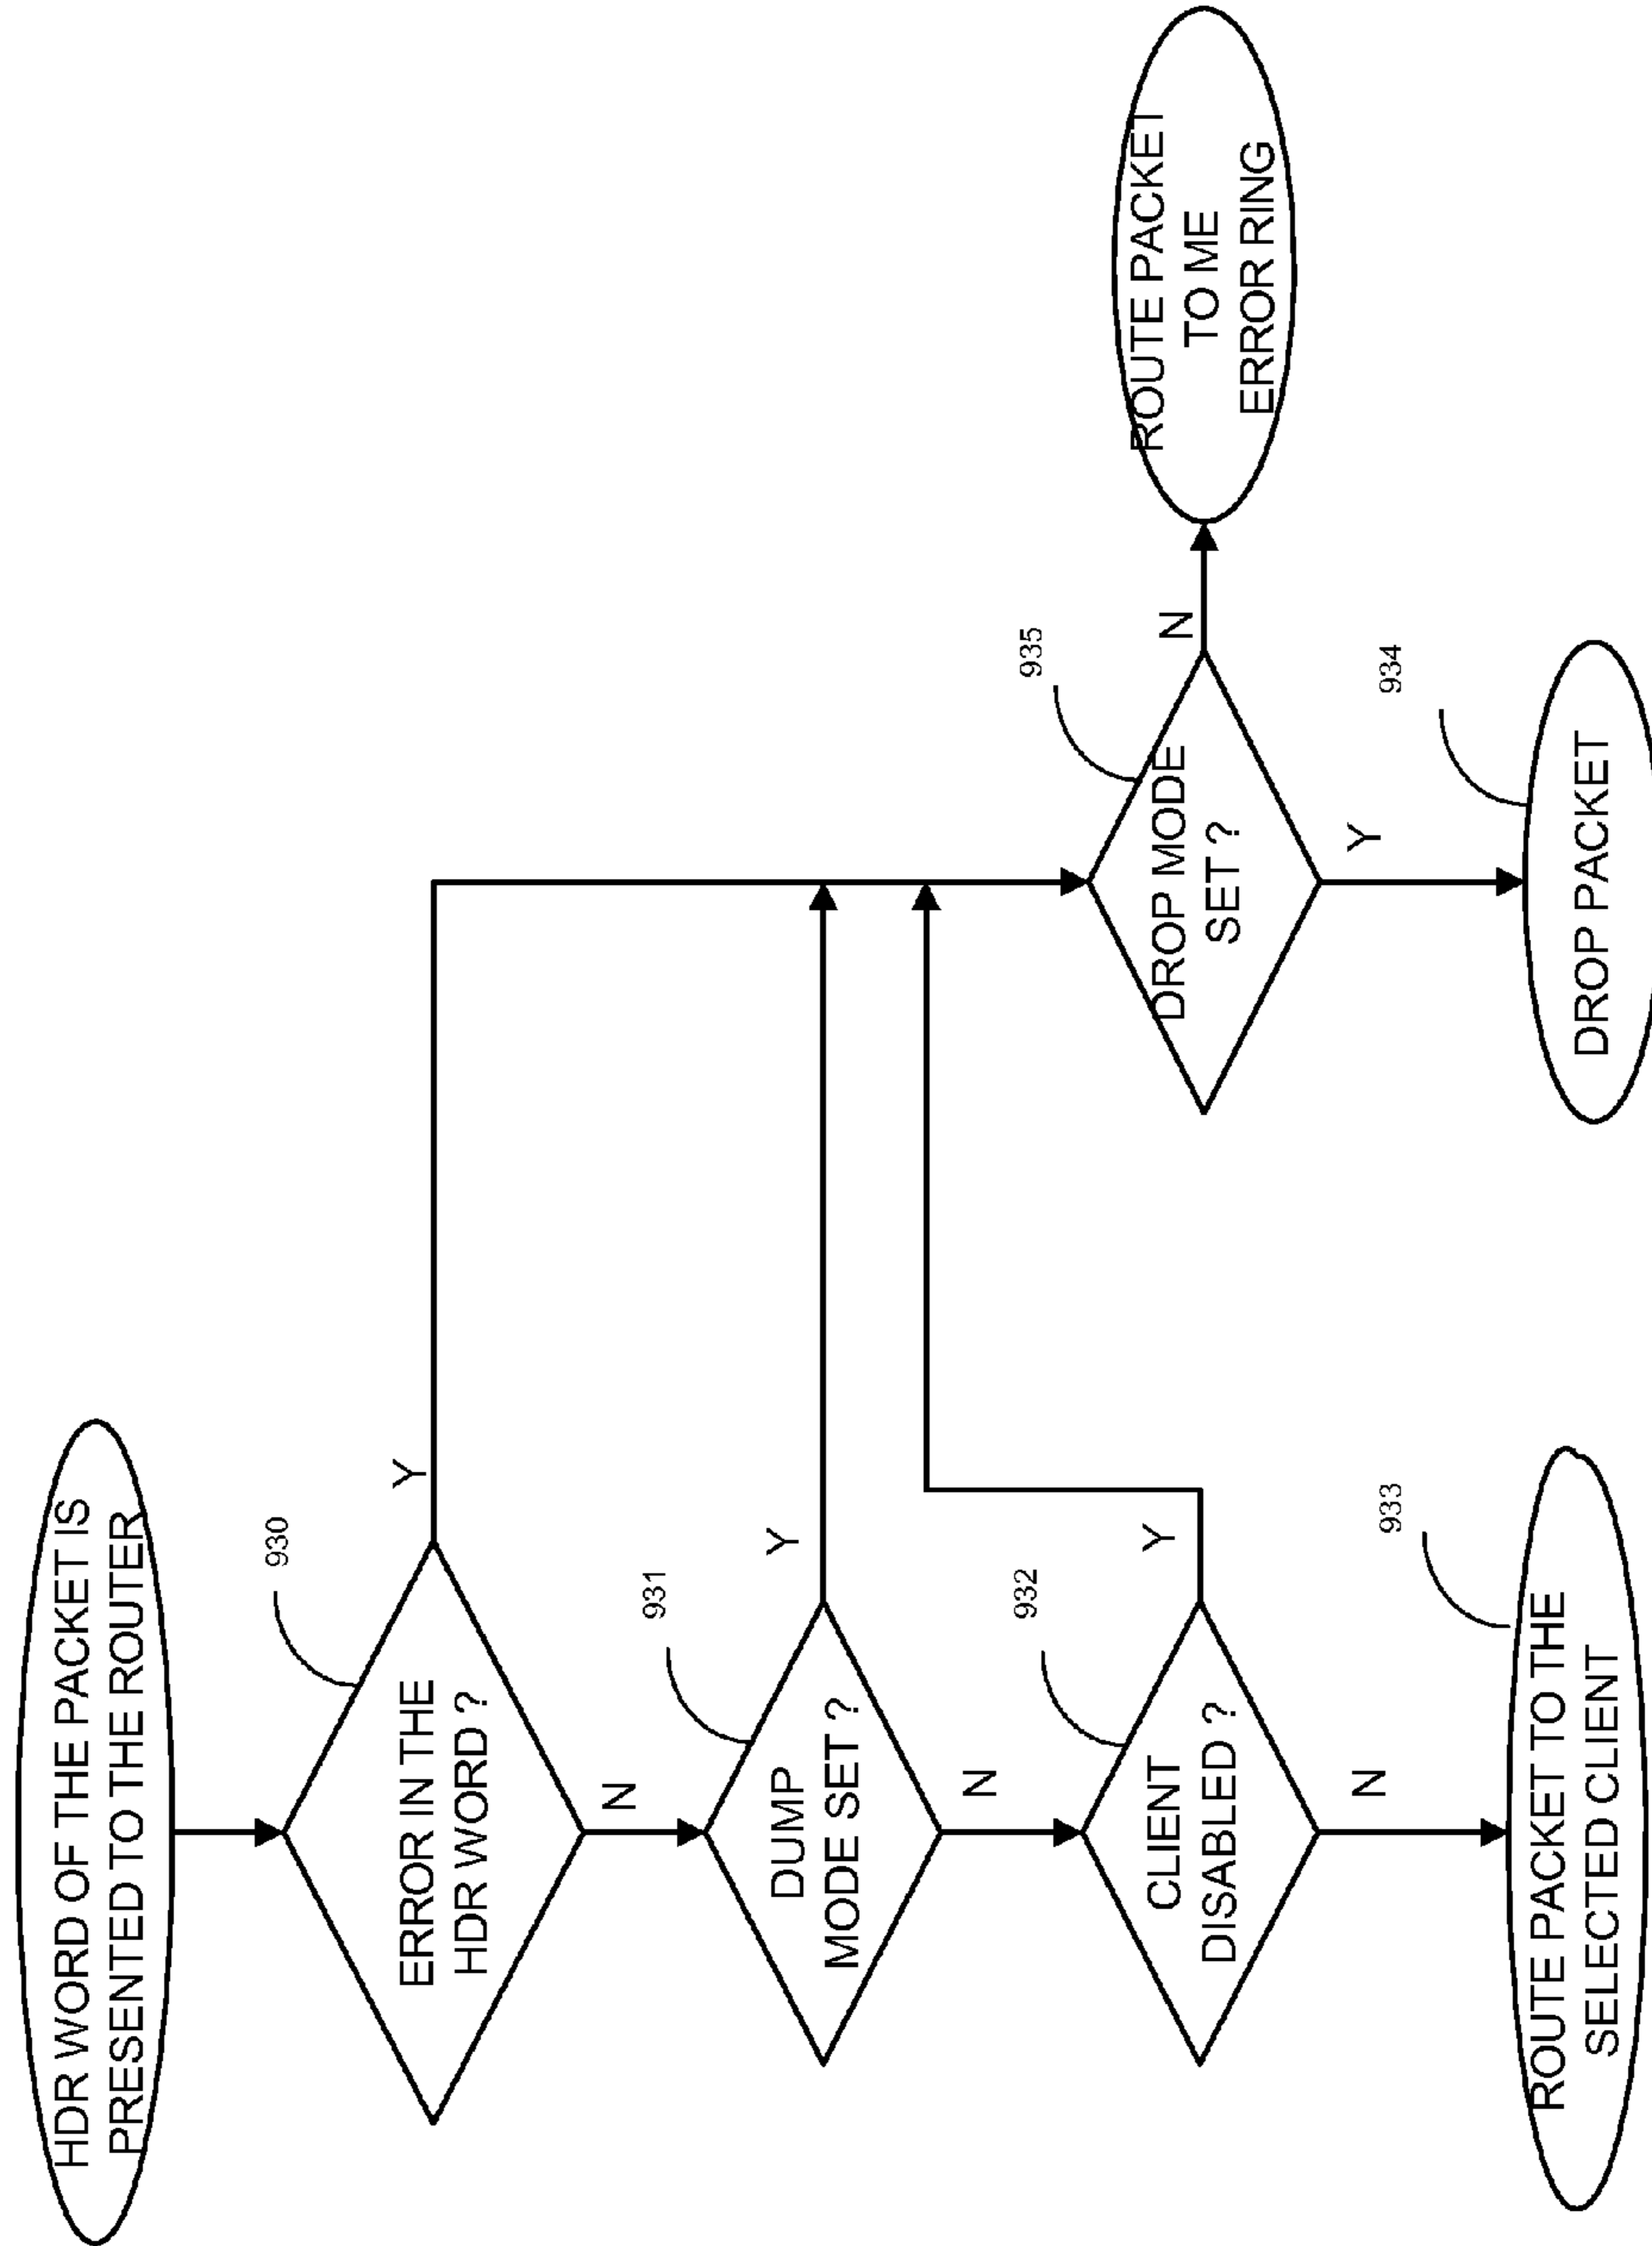 HDR WORD OF THE PACKET IS
PRESENTED TO THE ROUTER
930
ERROR IN THE
HDR WORD ?
Y
N
931
DUMP
MODE SET ?
Y
N
932
CLIENT
DISABLED ?
Y
N
933
ROUTE PACKET TO THE
SELECTED CLIENT
935
DROP MODE
SET ?
N
ROUTE PACKET
TO ME
ERROR RING
Y
934
DROP PACKET